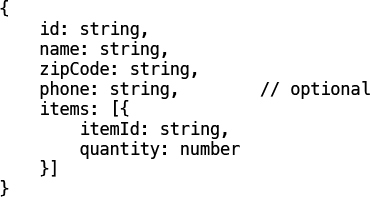 {
    id: string,
    name: string,
    zipCode: string,
    phone: string,        // optional
    items: [{
        itemId: string,
        quantity: number
    }]
}